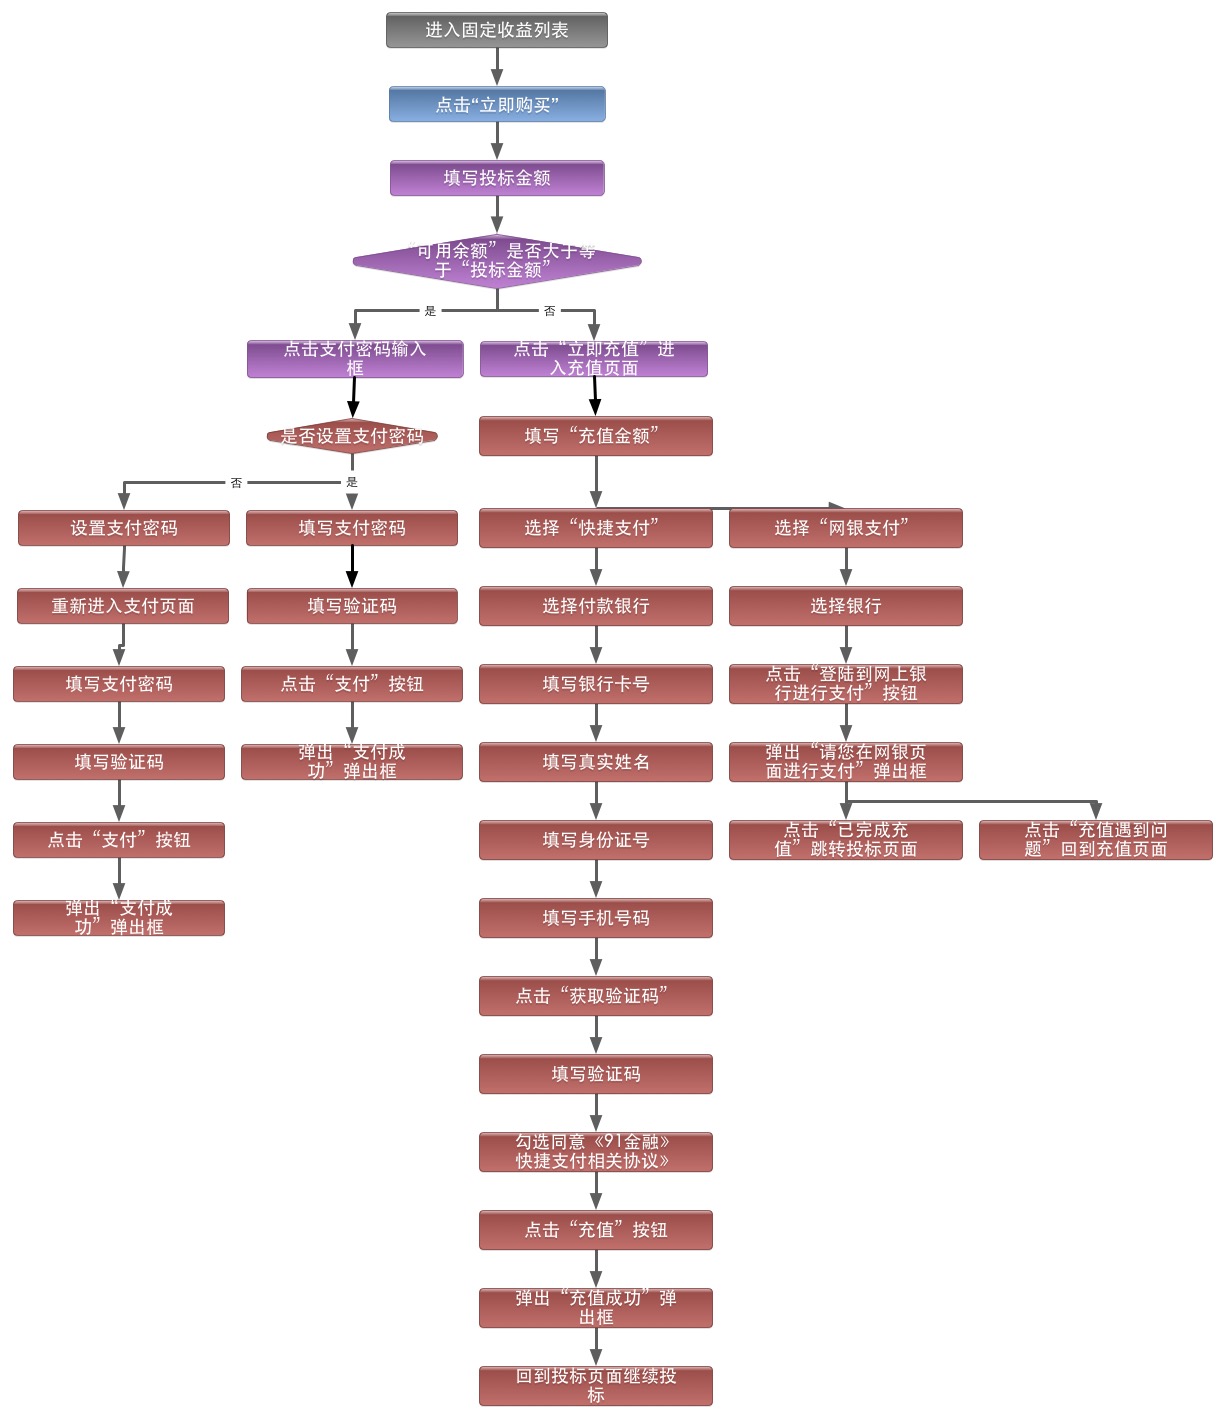 进入固定收益列表
点击“立即购买”
填写投标金额
“可用余额”是否大于等
于“投标金额”
是
否
点击支付密码输入
框
点击“立即充值”进
入充值页面
是否设置支付密码
填写“充值金额”
否
是
设置支付密码
填写支付密码
选择“快捷支付”
选择“网银支付”
重新进入支付页面
填写验证码
选择付款银行
选择银行
填写支付密码
点击“支付”按钮
填写银行卡号
点击“登陆到网上银
行进行支付”按钮
填写验证码
弹出“支付成
功”弹出框
填写真实姓名
弹出“请您在网银页
面进行支付”弹出框
点击“支付”按钮
填写身份证号
点击“已完成充
值”跳转投标页面
点击“充值遇到问
题”回到充值页面
弹出“支付成
功”弹出框
填写手机号码
点击“获取验证码”
填写验证码
勾选同意《91金融》
快捷支付相关协议》
点击“充值”按钮
弹出“充值成功”弹
出框
回到投标页面继续投
标